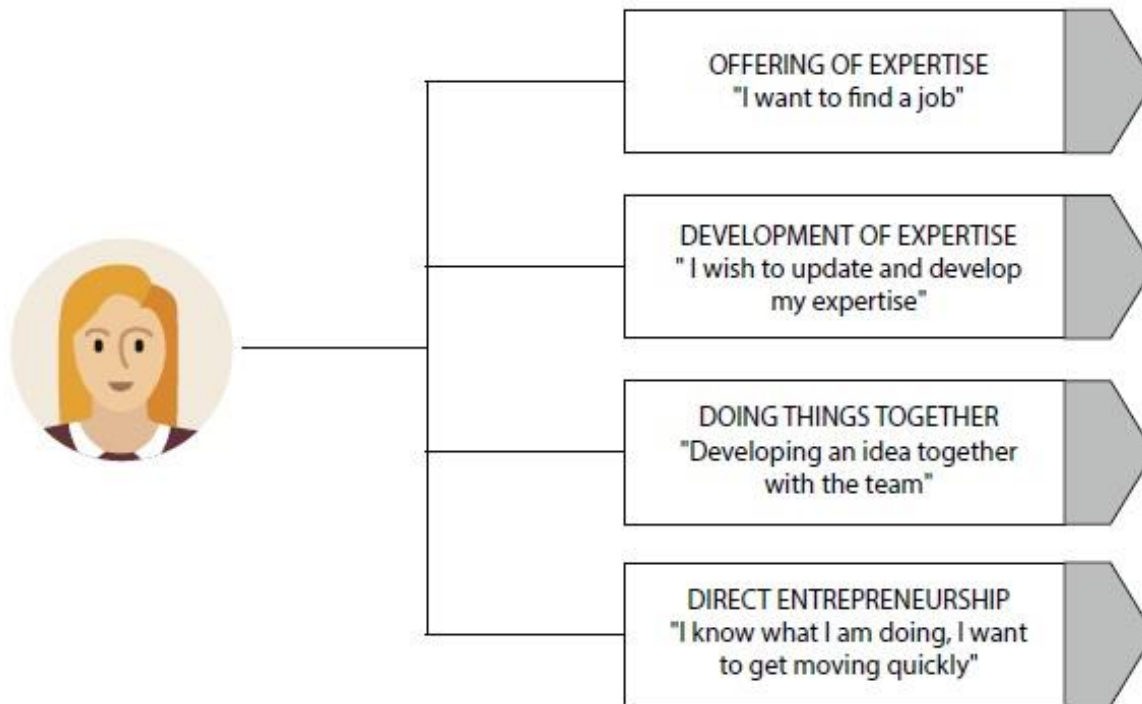 OFFERING OF EXPERTISE
"I want to find a job"
DEVELOPMENT OF EXPERTISE
" I wish to update and develop
my expertise"
DOING THINGS TOGETHER
"Developing an idea together
with the team"
DIRECT ENTREPRENEURSHIP
"I know what I am doing, I want
to get moving quickly"